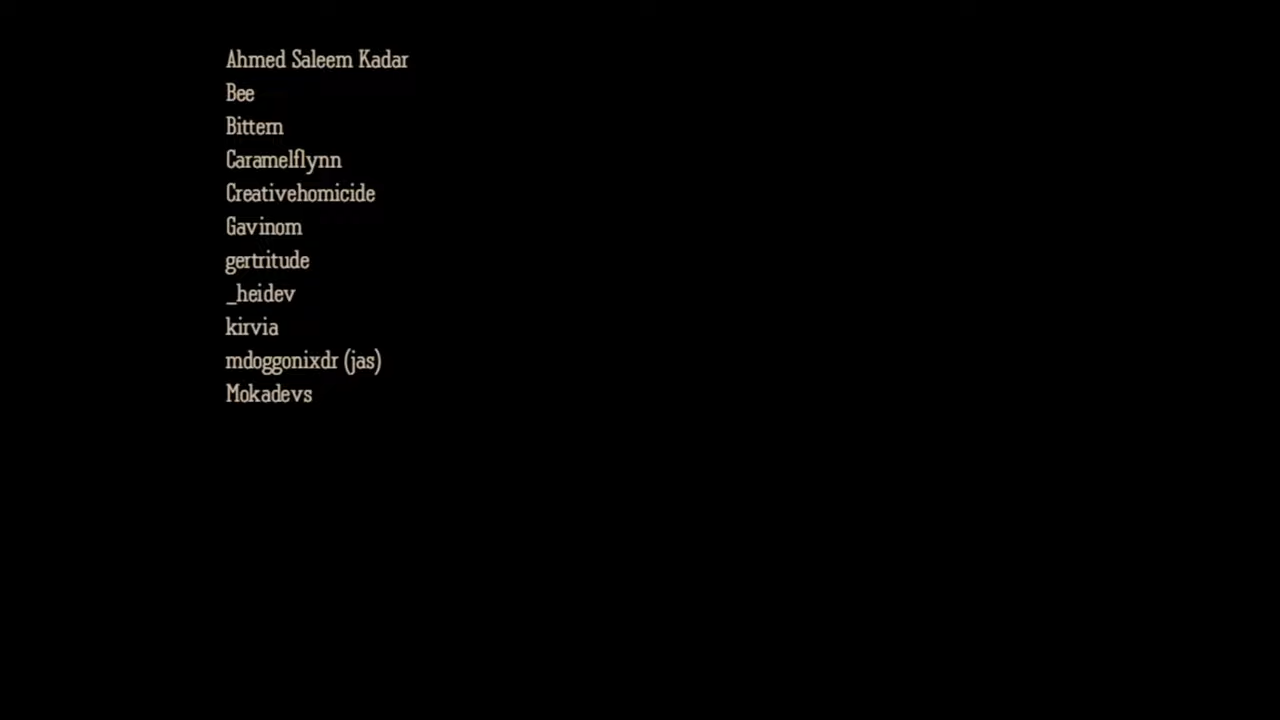 Ahmed Saleem Kadar
Bee
Bittern
Caramelflynn
Creativehomicide
Gavinom
gertritude
_heidev
kirvia
mdoggonixdr (jas)
Mokadevs